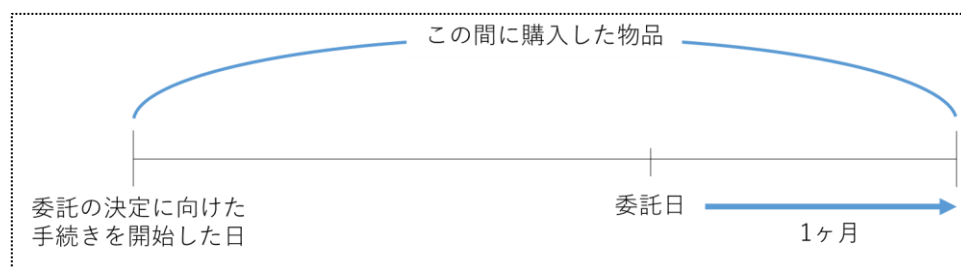 この間に購入した物品
委託の決定に向けた
手続きを開始した日
委託日
1ヶ月